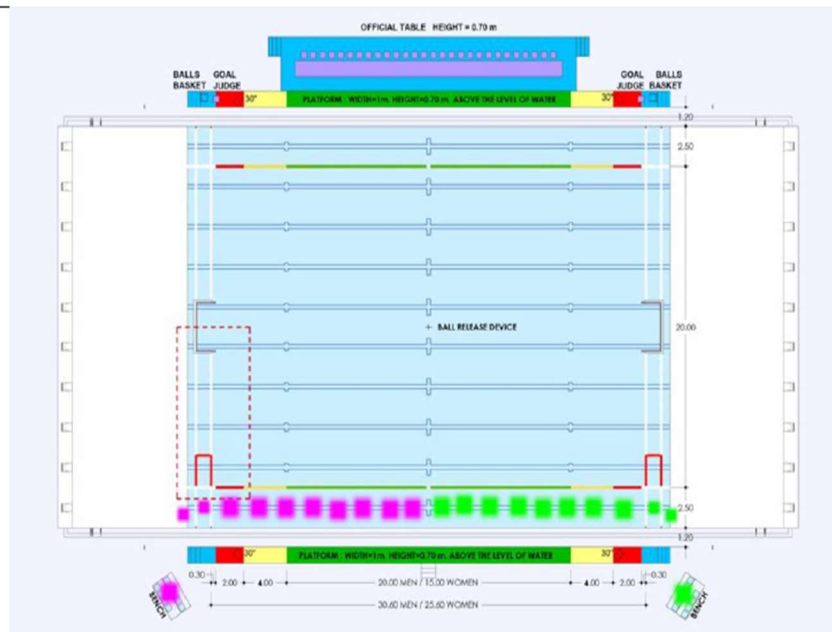 OFFICIAL TABLE HEIGHT = 0.70 m
BALLS GOAL
BASKET JUDGE
GOAL BALLS
JUDGE BASKET
30"
PLATFORM : WIDTH=1m, HEIGHT=0.70 m, ABOVE THE LEVEL OF WATER
30"
1.20
2.50
BALL RELEASE DEVICE
20.00
2.50
1.20
30"
PLATFORM : WIDTH=1m, HEIGHT=0.70 m, ABOVE THE LEVEL OF WATER
30"
0.30
2.00
4.00
20.00 MEN / 15.00 WOMEN
4.00
2.00
0.30
30.60 MEN / 25.60 WOMEN
BENCH
BENCH